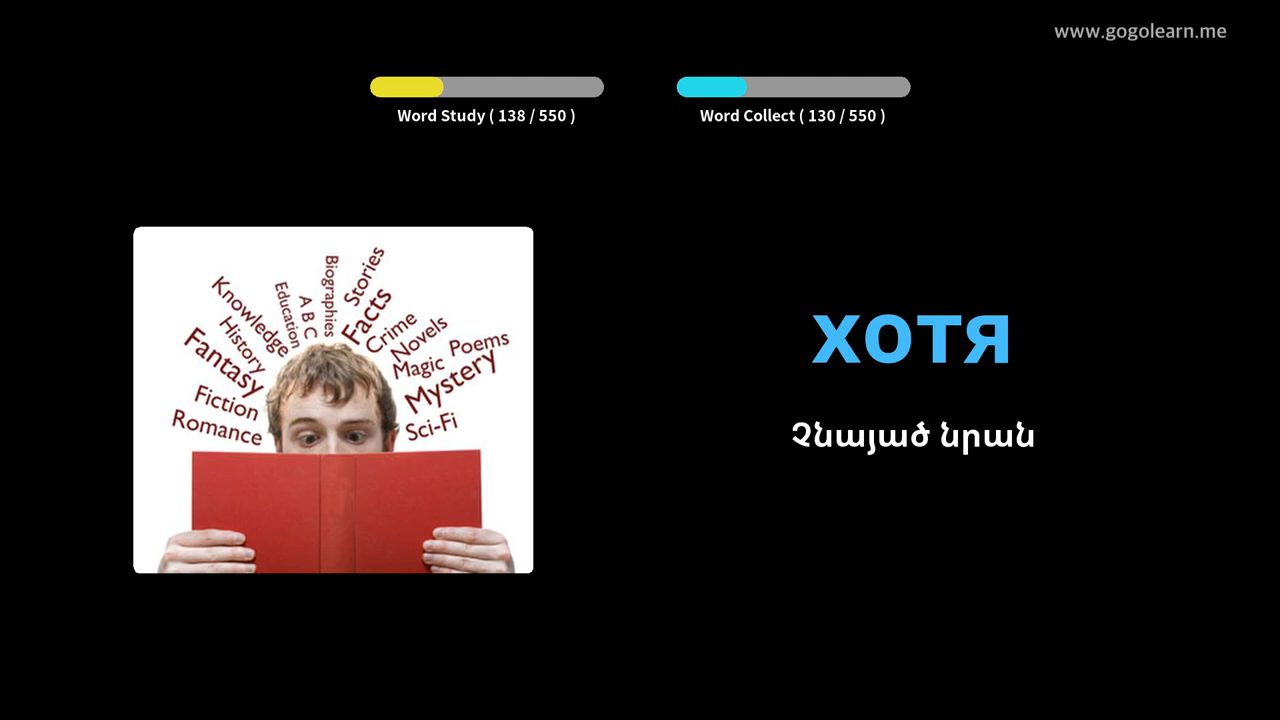 www.gogolearn.me
Word Study ( 138 / 550 )
Word Collect ( 130 / 550 )
Biographies
Stories
Education
A B C
Facts
Knowledge
History
Crime
Novels
Poems
Fantasy
Magic
Mystery
Fiction
Romance
Sci-Fi
хотя
Չնայած նրան